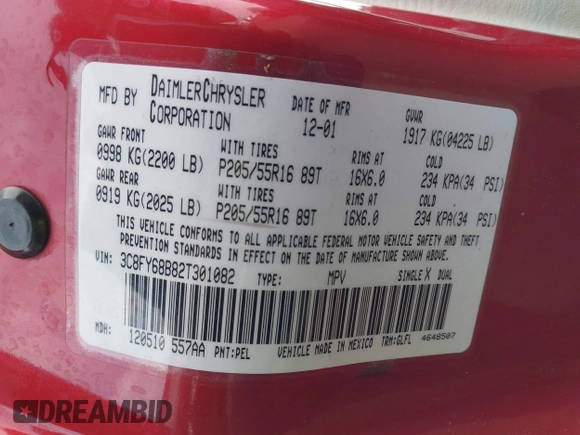 MFD BY DAIMLERCHRYSLER CORPORATION DATE OF MFR 12-01 GVWR 1917 KG(04225 LB)
GAWR FRONT WITH TIRES RIMS AT COLD
0998 KG(2200 LB) P205/55R16 89T 16X6.0 234 KPA(34 PSI)
GAWR REAR WITH TIRES RIMS AT COLD
0919 KG(2025 LB) P205/55R16 89T 16X6.0 234 KPA(34 PSI)
THIS VEHICLE CONFORMS TO ALL APPLICABLE FEDERAL MOTOR VEHICLE SAFETY AND THEFT
PREVENTION STANDARDS IN EFFECT ON THE DATE OF MANUFACTURE SHOWN ABOVE.
VIN: 3C8FY68B82T301082 TYPE: MPV SINGLE X DUAL
MDH: 120510 557AA PNT:PEL VEHICLE MADE IN MEXICO TRM:GLFL 4648507
DREAMBID